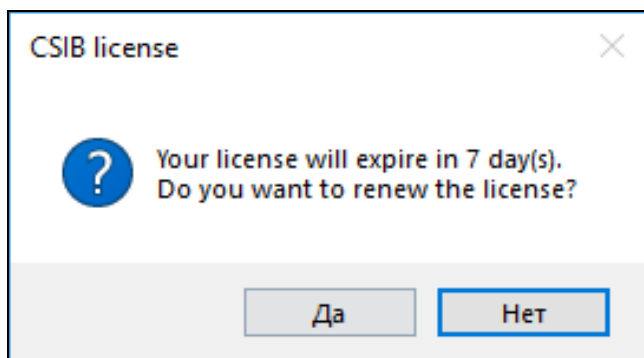 CSIB license
Your license will expire in 7 day(s).
Do you want to renew the license?
Да
Нет